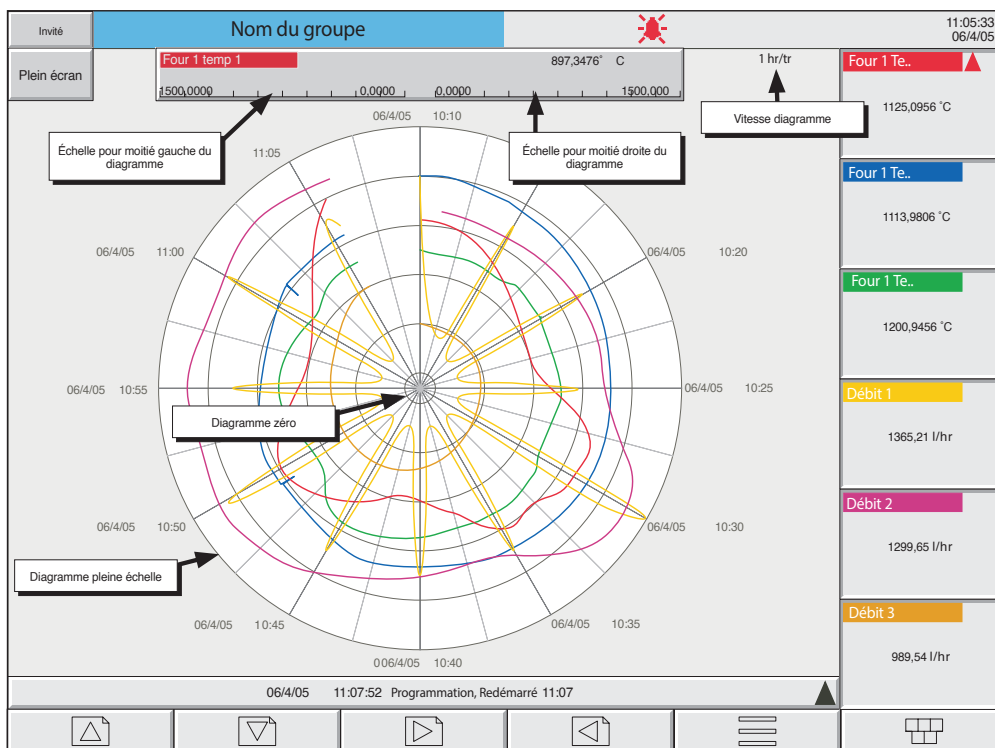 Invité
Nom du groupe
11:05:33
06/4/05
Plein écran
Four 1 temp 1
897,3476° C
1500,0000
0,0000
0,0000
1500,000
1 hr/tr
Vitesse diagramme
Échelle pour moitié gauche du diagramme
Échelle pour moitié droite du diagramme
06/4/05 10:10
11:05
06/4/05 11:00
06/4/05 10:20
06/4/05 10:55
06/4/05 10:25
Diagramme zéro
06/4/05 10:50
06/4/05 10:30
Diagramme pleine échelle
06/4/05 10:45
06/4/05 10:35
0 06/4/05 10:40
Four 1 Te..
1125,0956 °C
Four 1 Te..
1113,9806 °C
Four 1 Te..
1200,9456 °C
Débit 1
1365,21 l/hr
Débit 2
1299,65 l/hr
Débit 3
989,54 l/hr
06/4/05 11:07:52 Programmation, Redémarré 11:07